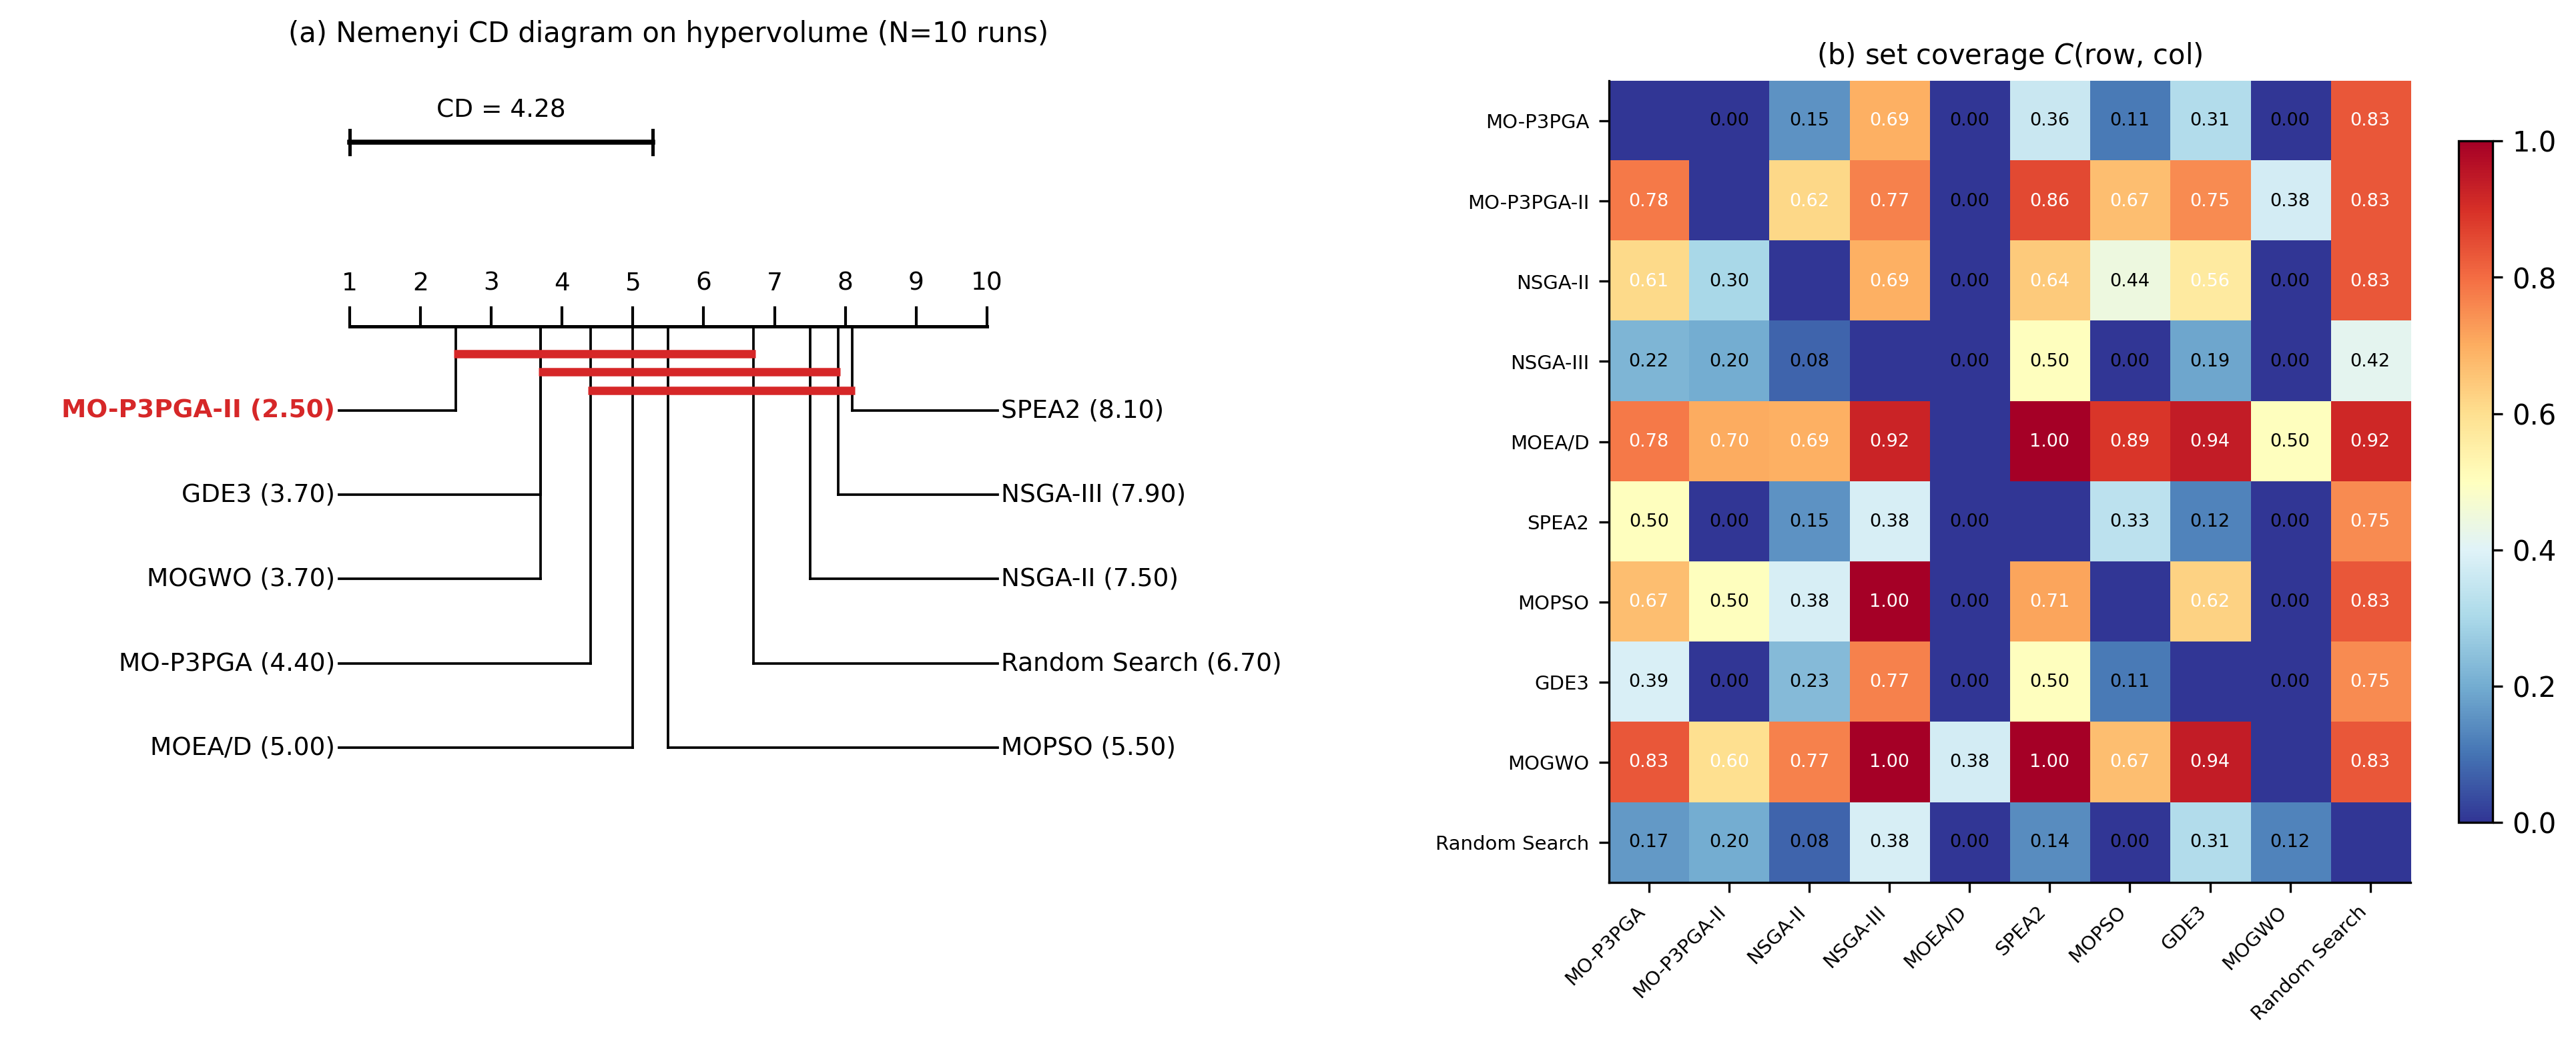 (a) Nemenyi CD diagram on hypervolume (N=10 runs)
CD = 4.28
1 2 3 4 5 6 7 8 9 10
MO-P3PGA-II (2.50)
GDE3 (3.70)
MOGWO (3.70)
MO-P3PGA (4.40)
MOEA/D (5.00)
SPEA2 (8.10)
NSGA-III (7.90)
NSGA-II (7.50)
Random Search (6.70)
MOPSO (5.50)
(b) set coverage C(row, col)
MO-P3PGA 0.00 0.15 0.69 0.00 0.36 0.11 0.31 0.00 0.83
MO-P3PGA-II 0.78 0.62 0.77 0.00 0.86 0.67 0.75 0.38 0.83
NSGA-II 0.61 0.30 0.69 0.00 0.64 0.44 0.56 0.00 0.83
NSGA-III 0.22 0.20 0.08 0.00 0.50 0.00 0.19 0.00 0.42
MOEA/D 0.78 0.70 0.69 0.92 1.00 0.89 0.94 0.50 0.92
SPEA2 0.50 0.00 0.15 0.38 0.00 0.33 0.12 0.00 0.75
MOPSO 0.67 0.50 0.38 1.00 0.00 0.71 0.62 0.00 0.83
GDE3 0.39 0.00 0.23 0.77 0.00 0.50 0.11 0.00 0.75
MOGWO 0.83 0.60 0.77 1.00 0.38 1.00 0.67 0.94 0.83
Random Search 0.17 0.20 0.08 0.38 0.00 0.14 0.00 0.31 0.12
MO-P3PGA MO-P3PGA-II NSGA-II NSGA-III MOEA/D SPEA2 MOPSO GDE3 MOGWO Random Search
1.0
0.8
0.6
0.4
0.2
0.0